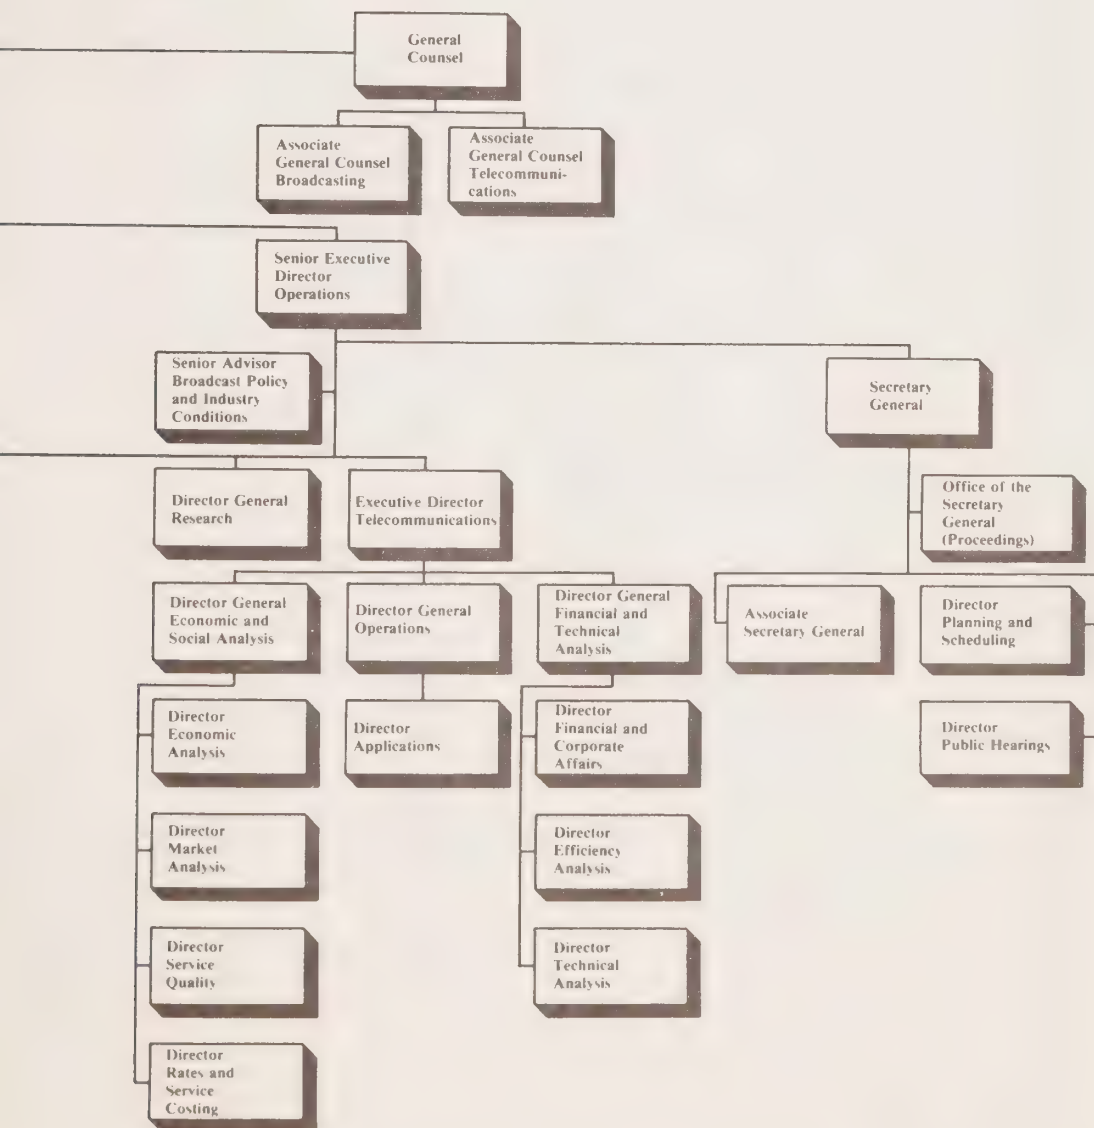 General
Counsel
Associate
General Counsel
Broadcasting
Associate
General Counsel
Telecommuni-
cations
Senior Executive
Director
Operations
Senior Advisor
Broadcast Policy
and Industry
Conditions
Secretary
General
Director General
Research
Executive Director
Telecommunications
Office of the
Secretary
General
(Proceedings)
Director General
Economic and
Social Analysis
Director General
Operations
Director General
Financial and
Technical
Analysis
Associate
Secretary General
Director
Planning and
Scheduling
Director
Economic
Analysis
Director
Applications
Director
Financial and
Corporate
Affairs
Director
Public Hearings
Director
Market
Analysis
Director
Efficiency
Analysis
Director
Service
Quality
Director
Technical
Analysis
Director
Rates and
Service
Costing